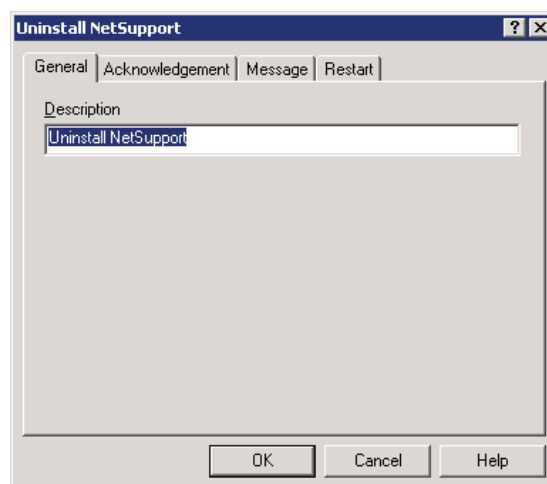 Uninstall NetSupport
General Acknowledgement Message Restart
Description
Uninstall NetSupport
OK Cancel Help